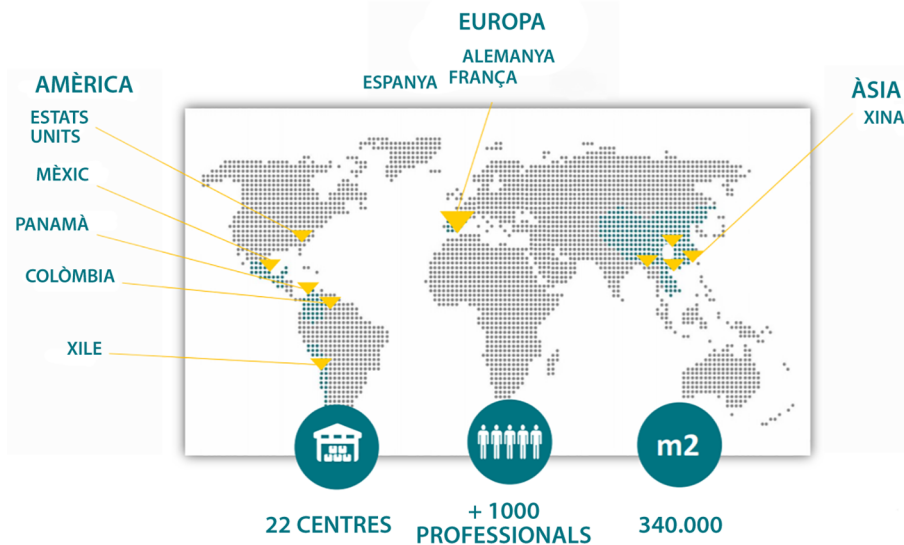 EUROPA
ALEMANYA
ESPANYA FRANÇA
AMÈRICA
ESTATS
UNITS
MÈXIC
PANAMÀ
COLÒMBIA
XILE
ÀSIA
XINA
m2
22 CENTRES
+ 1000
PROFESSIONALS
340.000